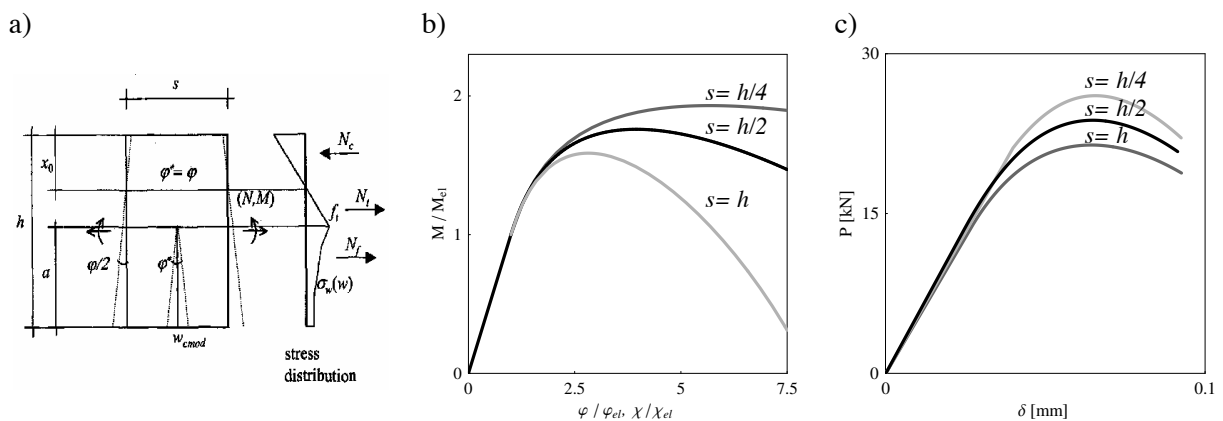 a)
s
x₀
h
a
φ*= φ
(N,M)
φ/2
φ*
w_cmod
N_c
f_t
N_t
N_f
σ_w(w)
stress
distribution
b)
M / M_el
2
1
0
0
2.5
5
7.5
s= h/4
s= h/2
s= h
φ / φ_el, χ / χ_el
c)
P [kN]
30
15
0
0
0.1
s= h/4
s= h/2
s= h
δ [mm]